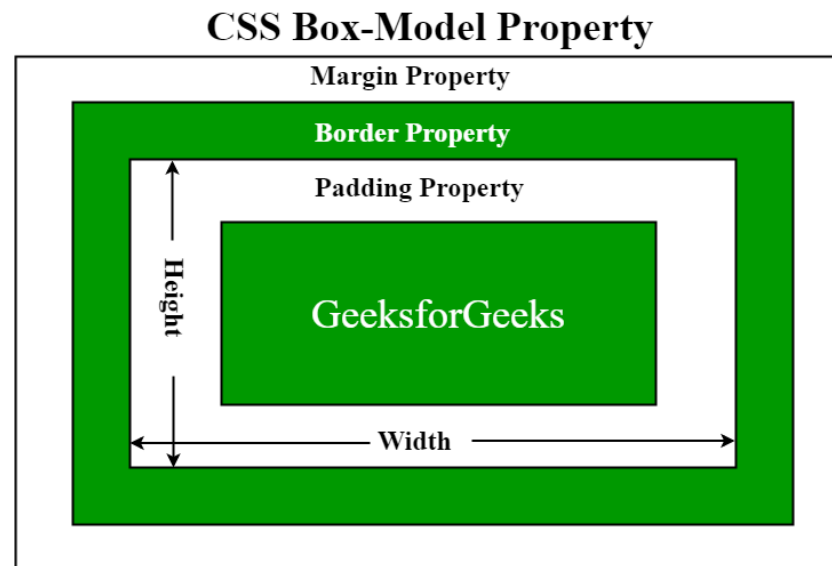 CSS Box-Model Property
Margin Property
Border Property
Padding Property
Height
GeeksforGeeks
Width